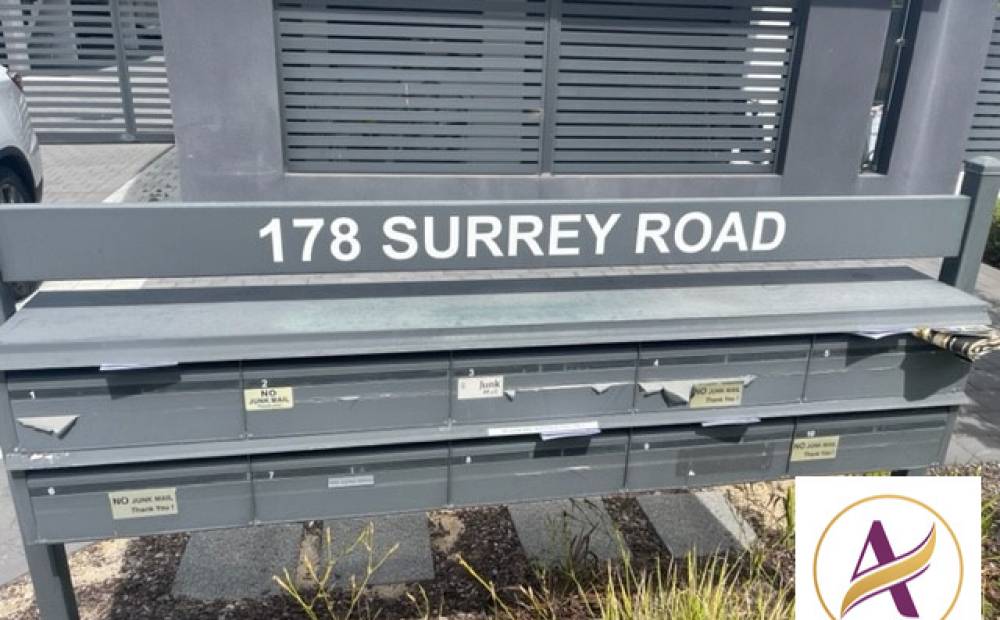 178 SURREY ROAD
1
2
NO
JUNK MAIL
3
Junk
Mail
4
NO JUNK MAIL
Thank You !
5
6
NO JUNK MAIL
Thank You !
7
8
9
10
NO JUNK MAIL
Thank You !
A